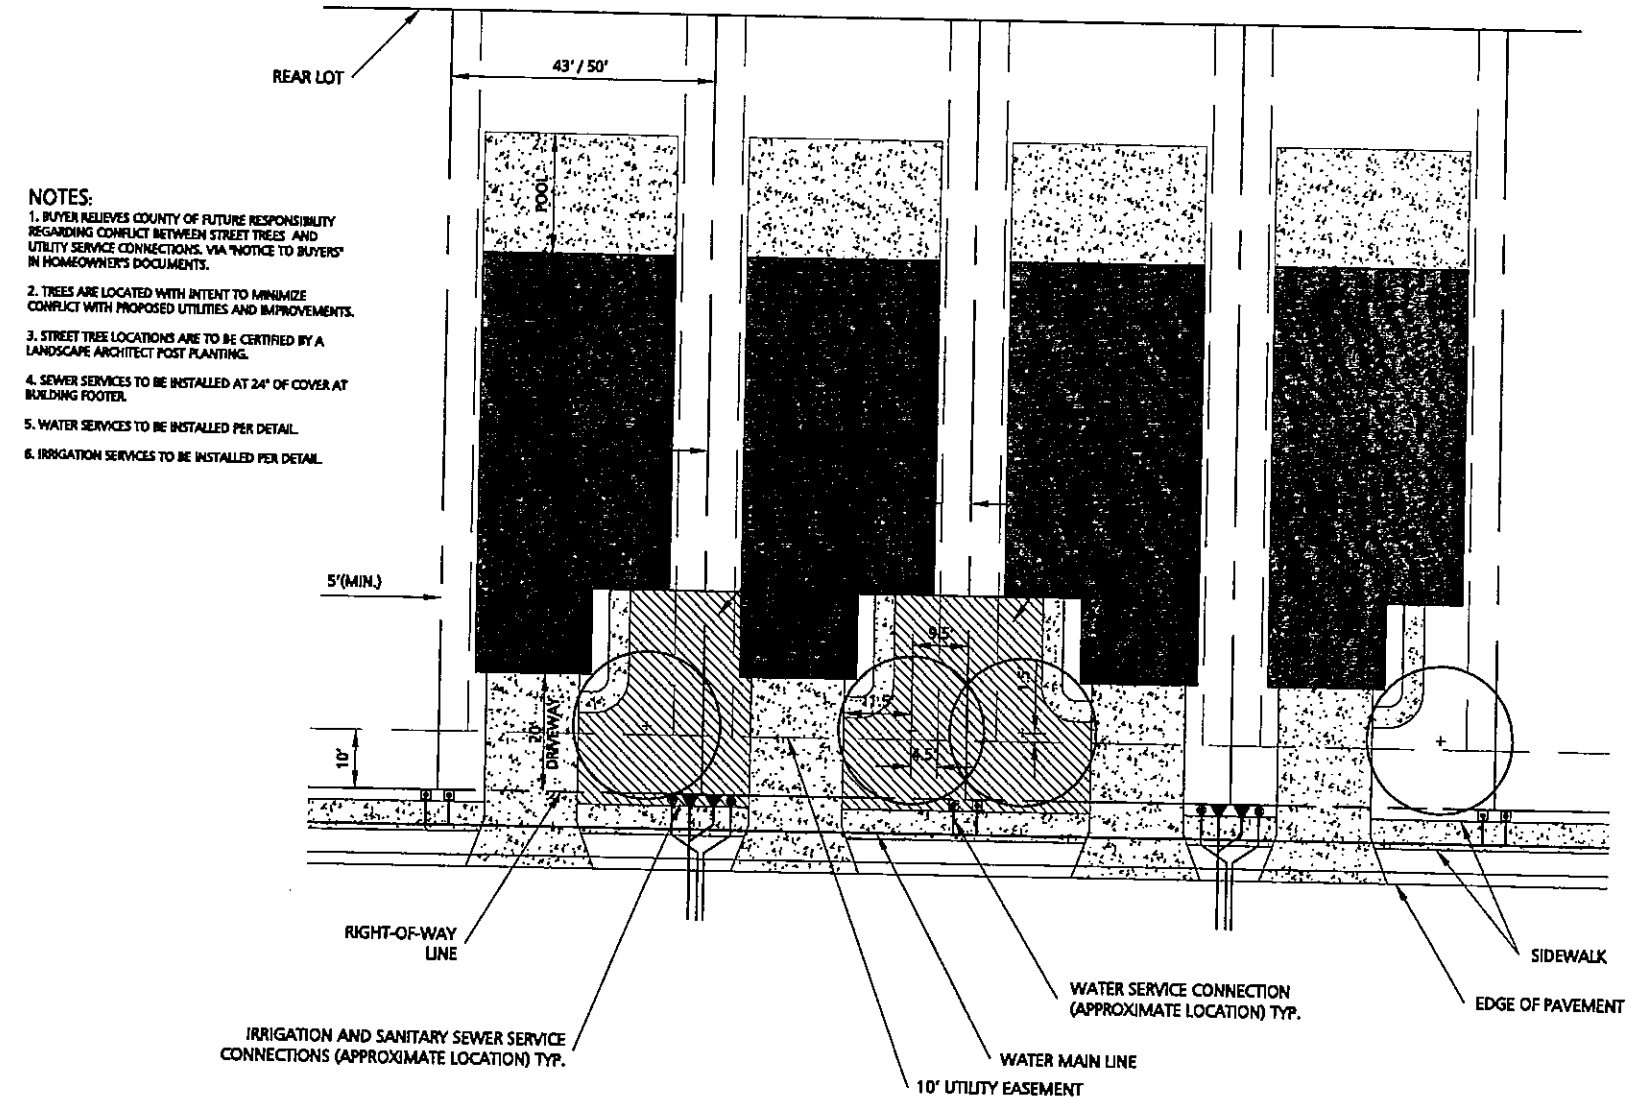 REAR LOT
43' / 50'
POOL
NOTES:
1. BUYER RELIEVES COUNTY OF FUTURE RESPONSIBILITY
REGARDING CONFLICT BETWEEN STREET TREES AND
UTILITY SERVICE CONNECTIONS, VIA "NOTICE TO BUYERS"
IN HOMEOWNER'S DOCUMENTS.
2. TREES ARE LOCATED WITH INTENT TO MINIMIZE
CONFLICT WITH PROPOSED UTILITIES AND IMPROVEMENTS.
3. STREET TREE LOCATIONS ARE TO BE CERTIFIED BY A
LANDSCAPE ARCHITECT POST PLANTING.
4. SEWER SERVICES TO BE INSTALLED AT 24" OF COVER AT
BUILDING FOOTER.
5. WATER SERVICES TO BE INSTALLED PER DETAIL.
6. IRRIGATION SERVICES TO BE INSTALLED PER DETAIL.
5'(MIN.)
9.5'
10'
20'
DRIVEWAY
4.5'
RIGHT-OF-WAY
LINE
SIDEWALK
WATER SERVICE CONNECTION
(APPROXIMATE LOCATION) TYP.
EDGE OF PAVEMENT
IRRIGATION AND SANITARY SEWER SERVICE
CONNECTIONS (APPROXIMATE LOCATION) TYP.
WATER MAIN LINE
10' UTILITY EASEMENT